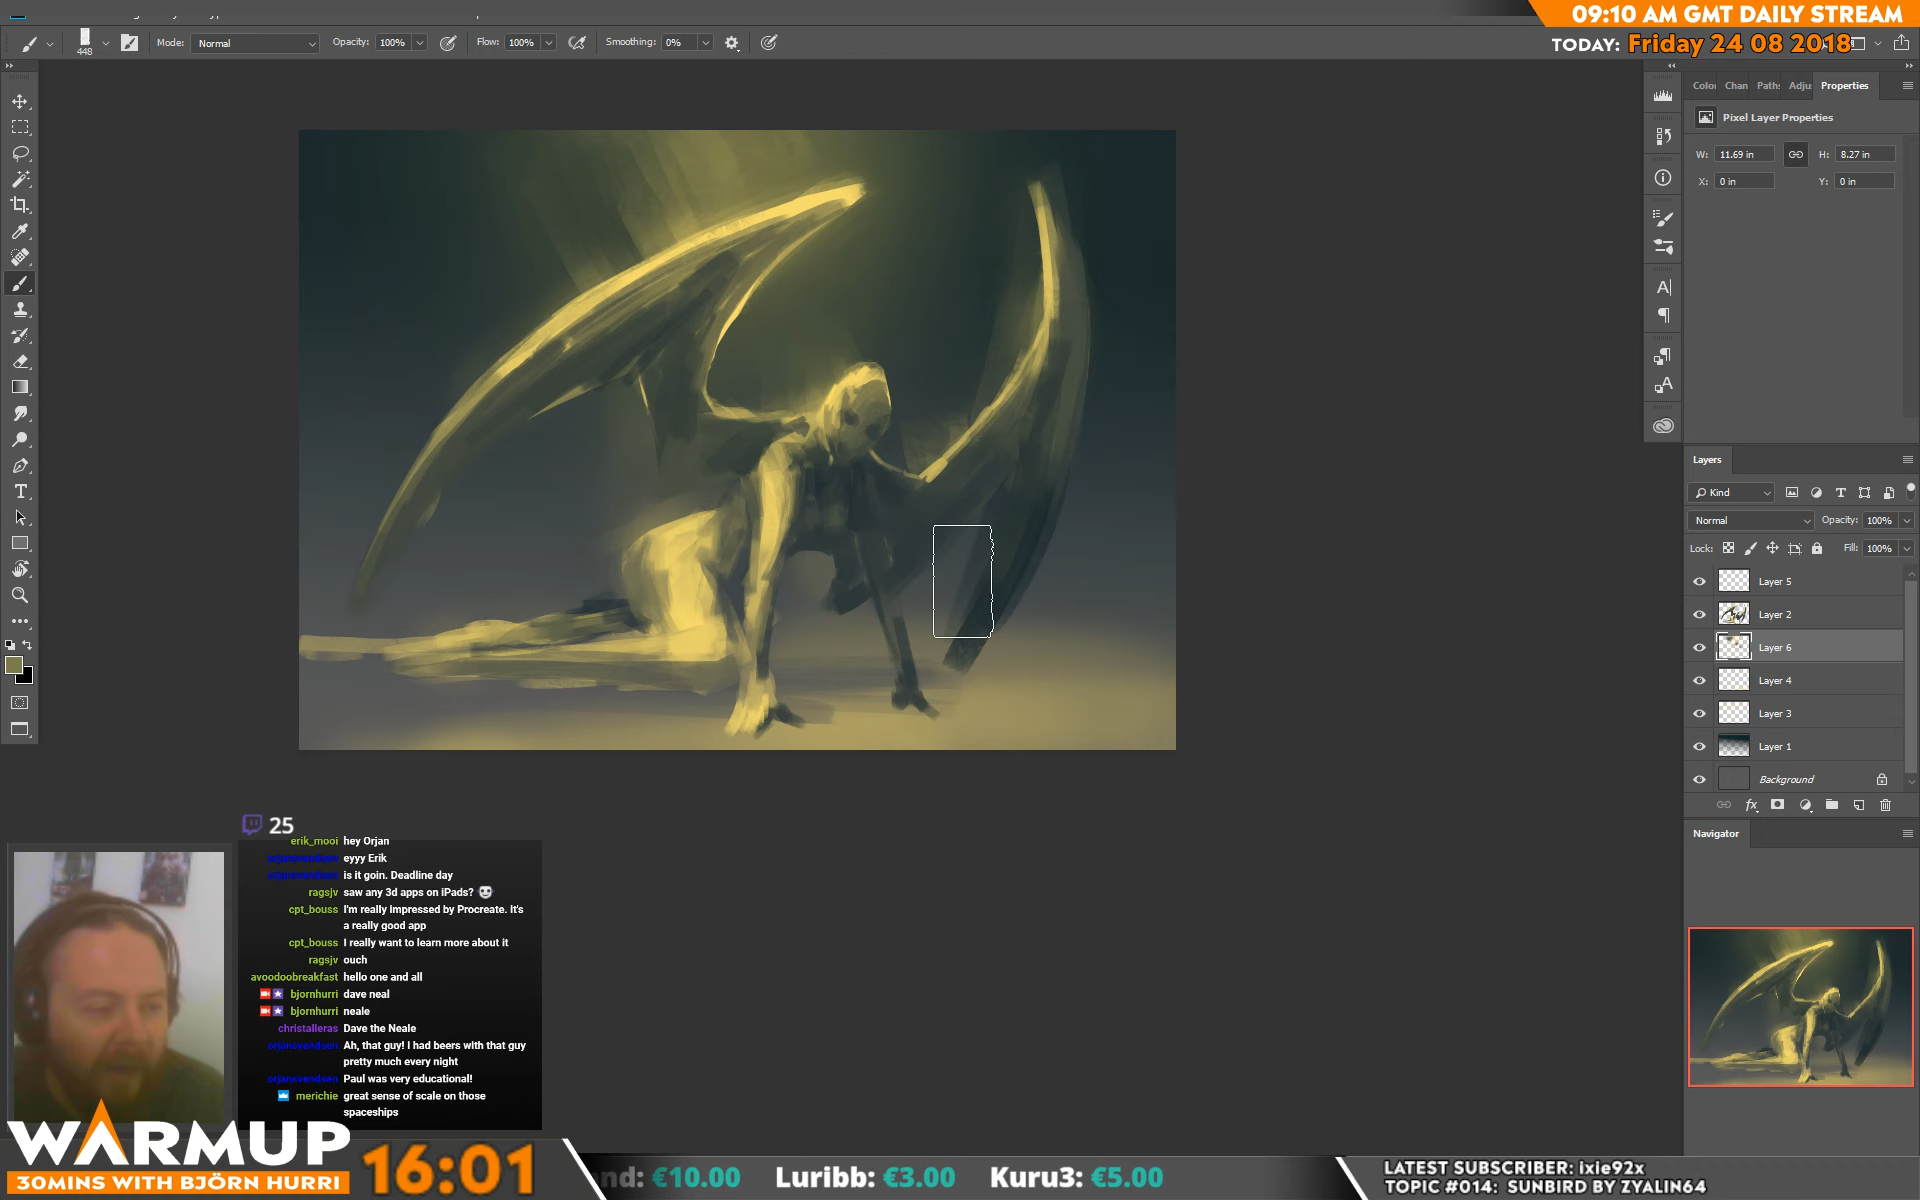 09:10 AM GMT DAILY STREAM
TODAY: Friday 24 08 2018
448
Mode: Normal
Opacity: 100%
Flow: 100%
Smoothing: 0%
Chan Paths Properties
Pixel Layer Properties
W: 11.69 in
H: 8.27 in
X: 0 in
Y: 0 in
Layers
Kind
Normal
Opacity: 100%
Lock:
Fill: 100%
Layer 5
Layer 2
Layer 6
Layer 4
Layer 3
Layer 1
Background
Navigator
25
erik_mooi hey Orjan
orjansvendsen eyyy Erik
orjansvendsen is it goin. Deadline day
ragsjv saw any 3d apps on iPads?
cpt_bouss I'm really impressed by Procreate. it's
a really good app
cpt_bouss I really want to learn more about it
ragsjv ouch
avoodoobreakfast hello one and all
bjornhurri dave neal
bjornhurri neale
christalleras Dave the Neale
orjansvendsen Ah, that guy! I had beers with that guy
pretty much every night
orjansvendsen Paul was very educational!
merichie great sense of scale on those
spaceships
WARMUP
30MINS WITH BJÖRN HURRI
16:01
nd: €10.00 Luribb: €3.00 Kuru3: €5.00
LATEST SUBSCRIBER: ixie92x
TOPIC #014: SUNBIRD BY ZYALIN64